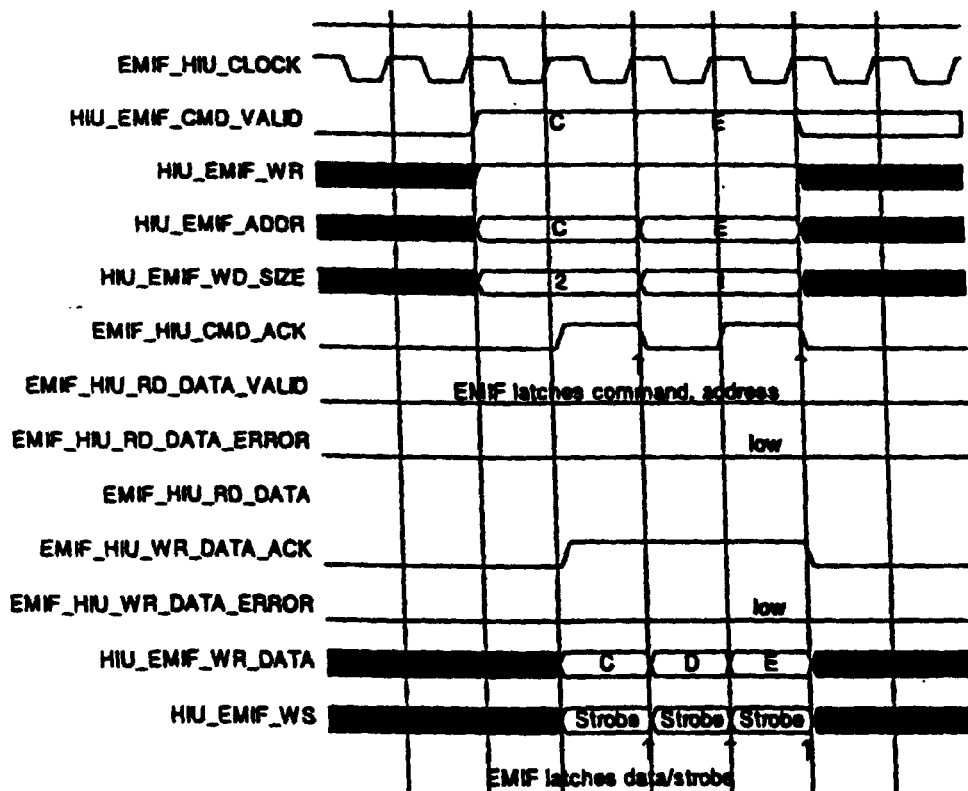 EMIF_HIU_CLOCK
HIU_EMIF_CMD_VALID C E
HIU_EMIF_WR
HIU_EMIF_ADDR C E
HIU_EMIF_WD_SIZE 2
EMIF_HIU_CMD_ACK
EMIF_HIU_RD_DATA_VALID EMIF latches command, address
EMIF_HIU_RD_DATA_ERROR low
EMIF_HIU_RD_DATA
EMIF_HIU_WR_DATA_ACK
EMIF_HIU_WR_DATA_ERROR low
HIU_EMIF_WR_DATA C D E
HIU_EMIF_WS Strobe Strobe Strobe
EMIF latches data/strobe